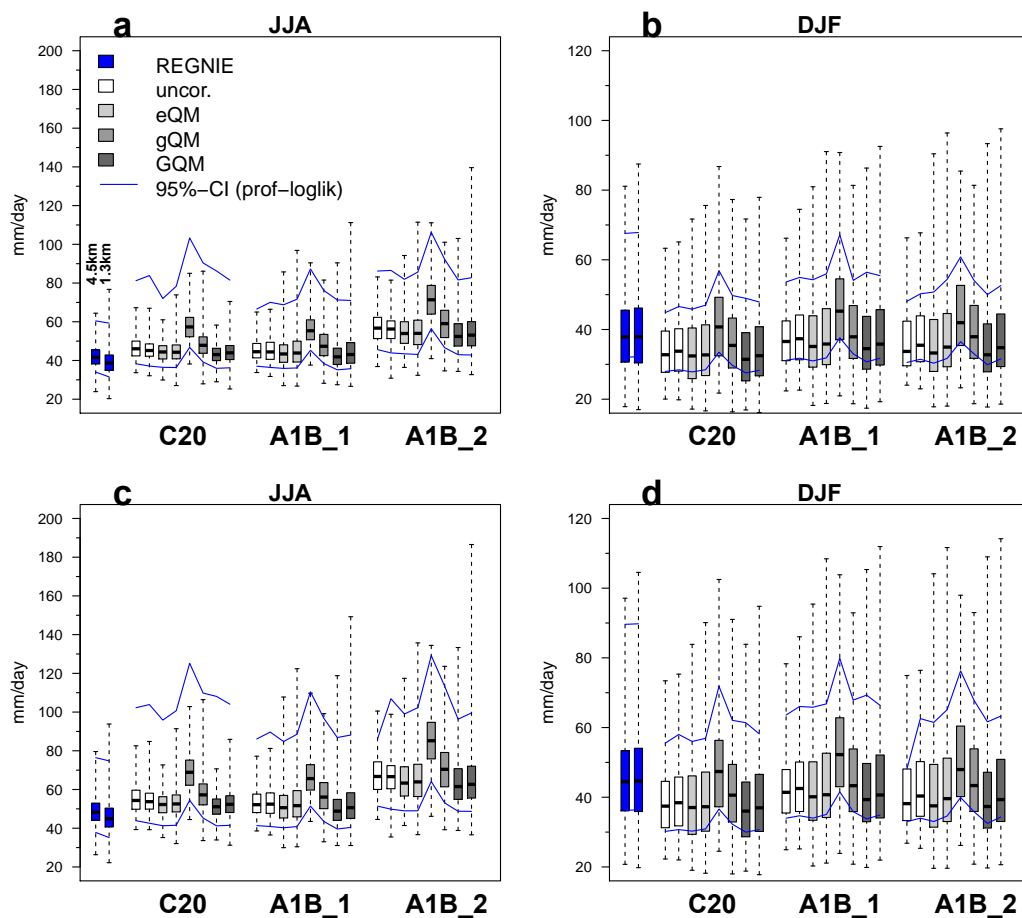 a JJA
200
180
160
140
120
100
80
60
40
20
mm/day
REGNIE
uncor.
eQM
gQM
GQM
95%−CI (prof−loglik)
4.5km
1.3km
C20 A1B_1 A1B_2
b DJF
120
100
80
60
40
20
mm/day
C20 A1B_1 A1B_2
c JJA
200
180
160
140
120
100
80
60
40
20
mm/day
C20 A1B_1 A1B_2
d DJF
120
100
80
60
40
20
mm/day
C20 A1B_1 A1B_2